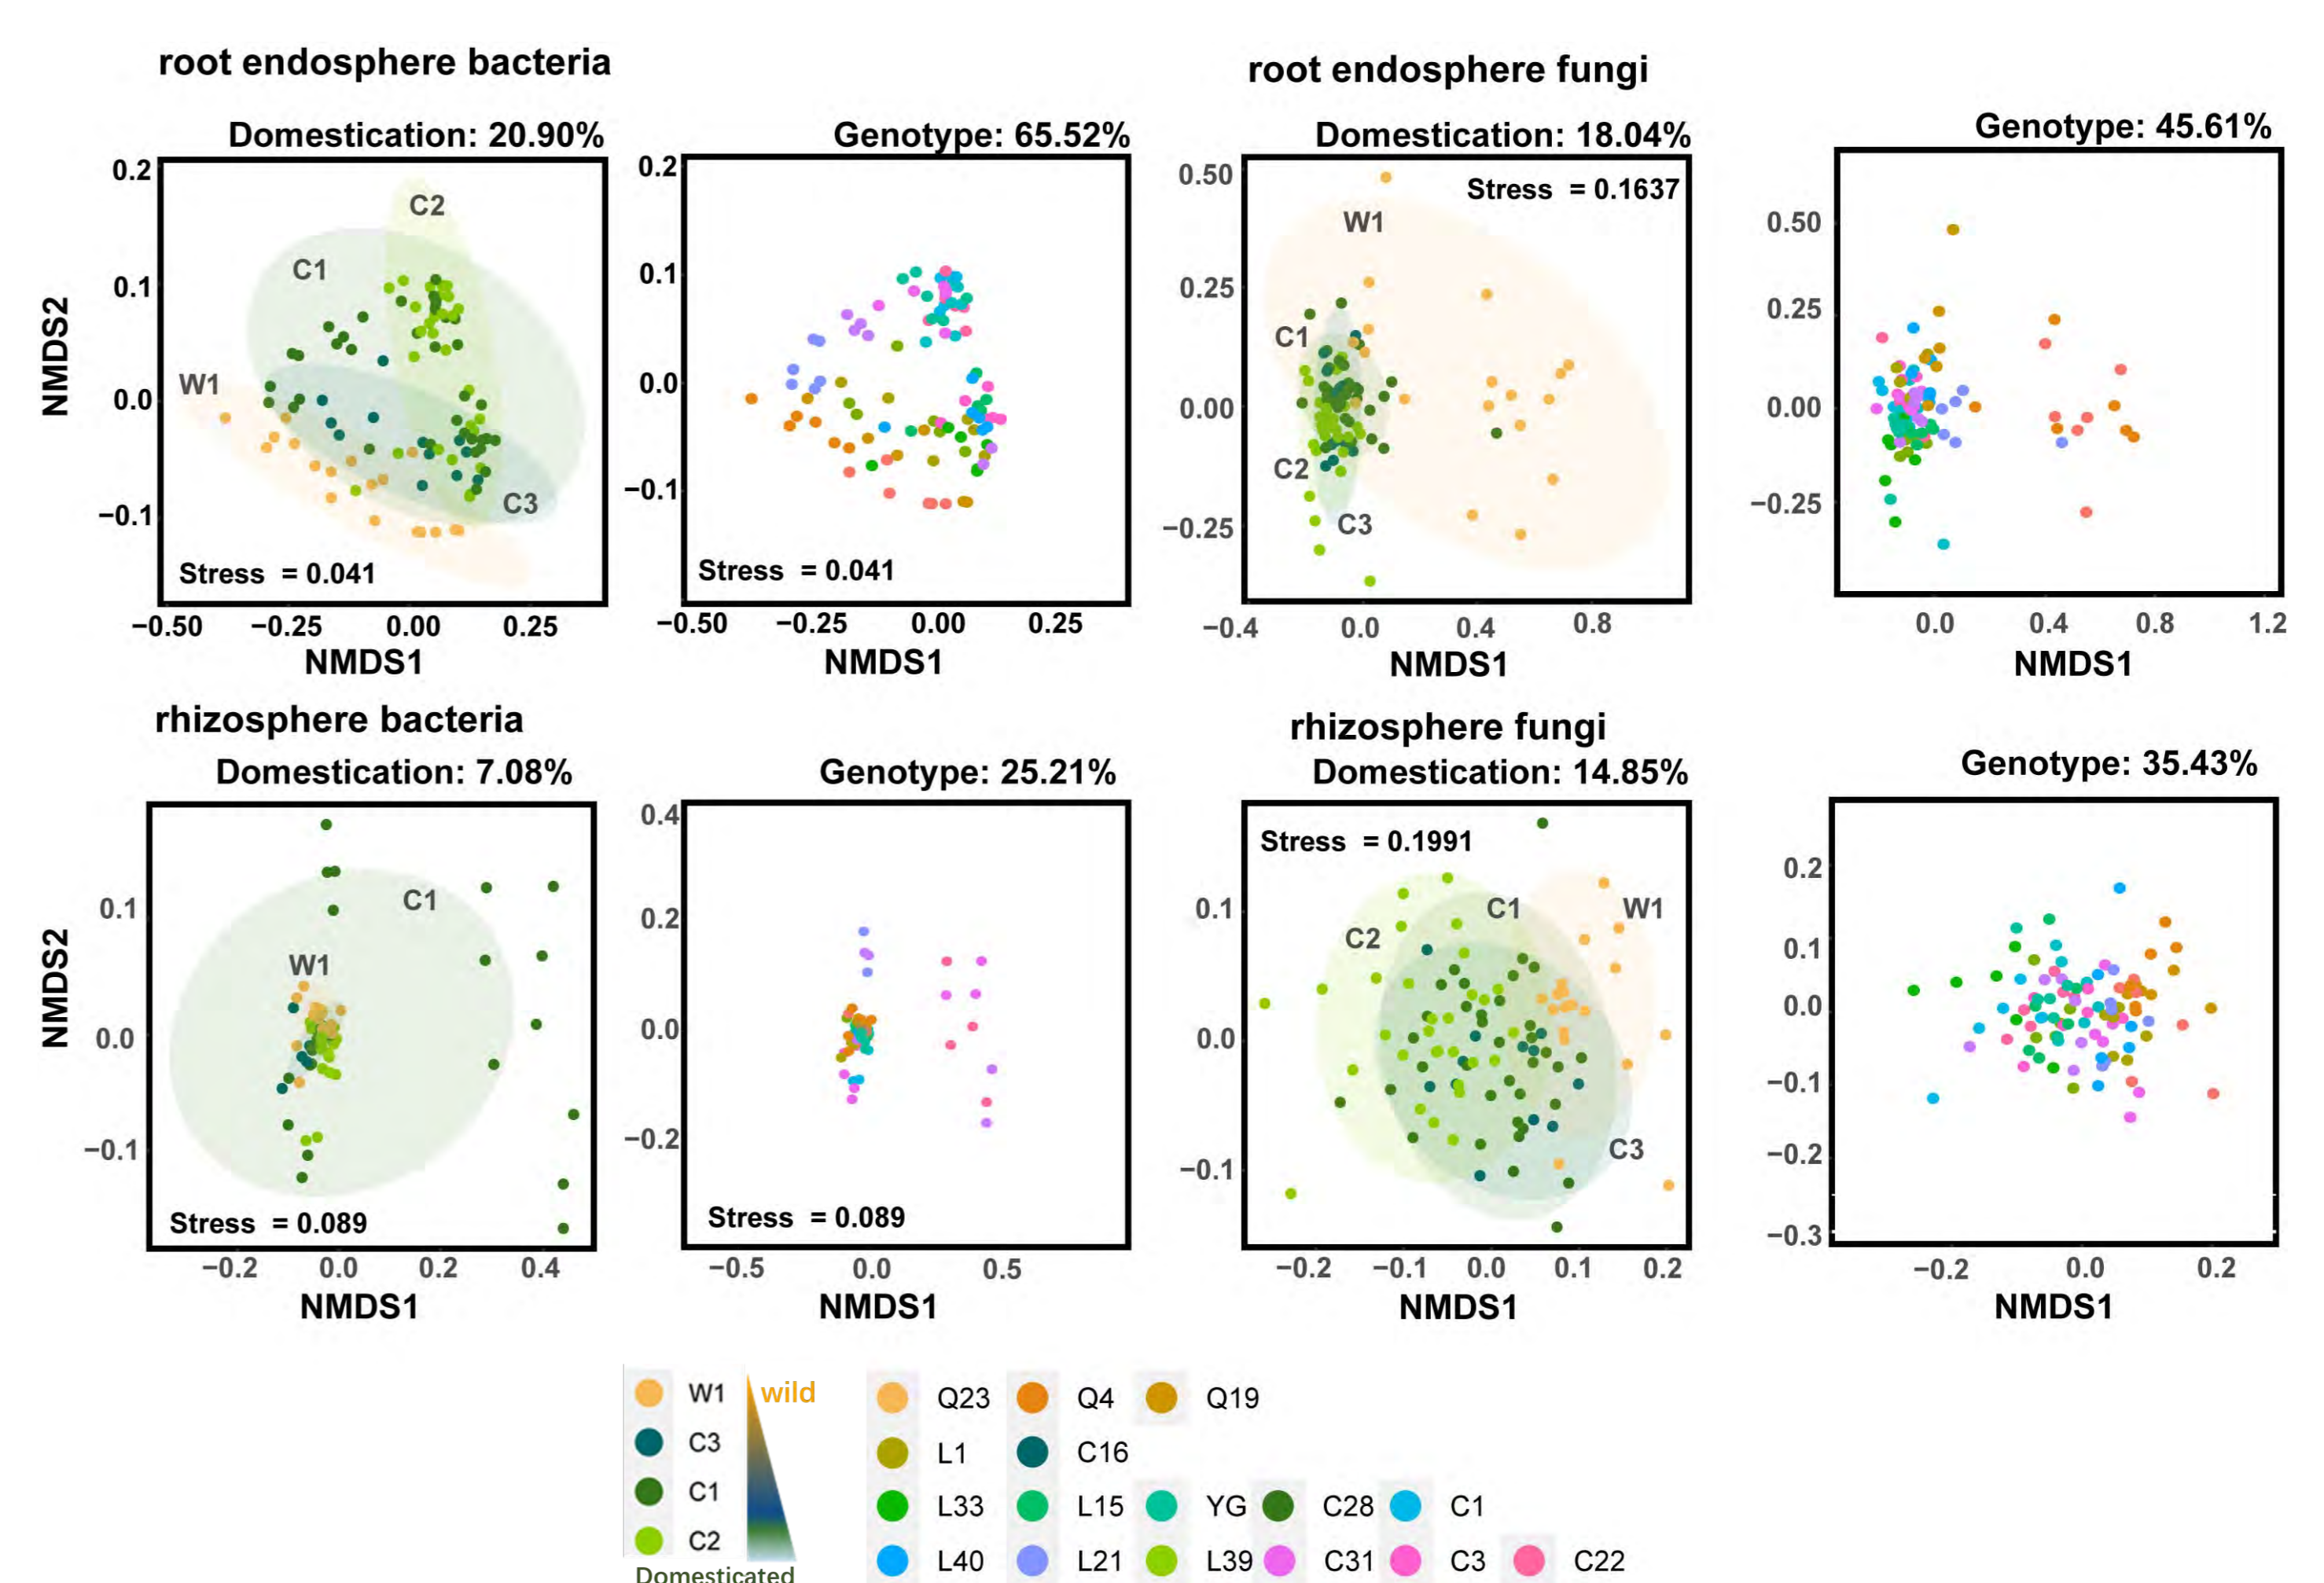 root endosphere bacteria
root endosphere fungi
Domestication: 20.90%
Genotype: 65.52%
Domestication: 18.04%
Genotype: 45.61%
NMDS2
0.2
0.1
0.0
−0.1
C2
C1
W1
C3
Stress = 0.041
−0.50 −0.25 0.00 0.25
NMDS1
0.2
0.1
0.0
−0.1
Stress = 0.041
−0.50 −0.25 0.00 0.25
NMDS1
0.50
0.25
0.00
−0.25
Stress = 0.1637
W1
C1
C2
C3
−0.4 0.0 0.4 0.8
NMDS1
0.50
0.25
0.00
−0.25
0.0 0.4 0.8 1.2
NMDS1
rhizosphere bacteria
rhizosphere fungi
Domestication: 7.08%
Genotype: 25.21%
Domestication: 14.85%
Genotype: 35.43%
NMDS2
0.1
0.0
−0.1
C1
W1
Stress = 0.089
−0.2 0.0 0.2 0.4
NMDS1
0.4
0.2
0.0
−0.2
Stress = 0.089
−0.5 0.0 0.5
NMDS1
0.1
0.0
−0.1
Stress = 0.1991
C1
W1
C2
C3
−0.2 −0.1 0.0 0.1 0.2
NMDS1
0.2
0.1
0.0
−0.1
−0.2
−0.3
−0.2 0.0 0.2
NMDS1
W1
C3
C1
C2
wild
Domesticated
Q23 Q4 Q19
L1 C16
L33 L15 YG C28 C1
L40 L21 L39 C31 C3 C22